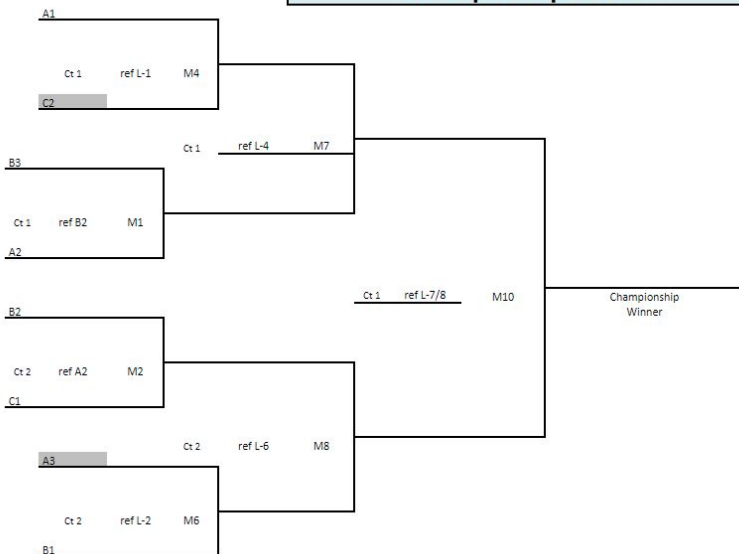 A1
Ct 1 ref L-1 M4
C2
Ct 1 ref L-4 M7
B3
Ct 1 ref B2 M1
A2
Ct 1 ref L-7/8 M10
Championship
Winner
B2
Ct 2 ref A2 M2
C1
Ct 2 ref L-6 M8
A3
Ct 2 ref L-2 M6
B1